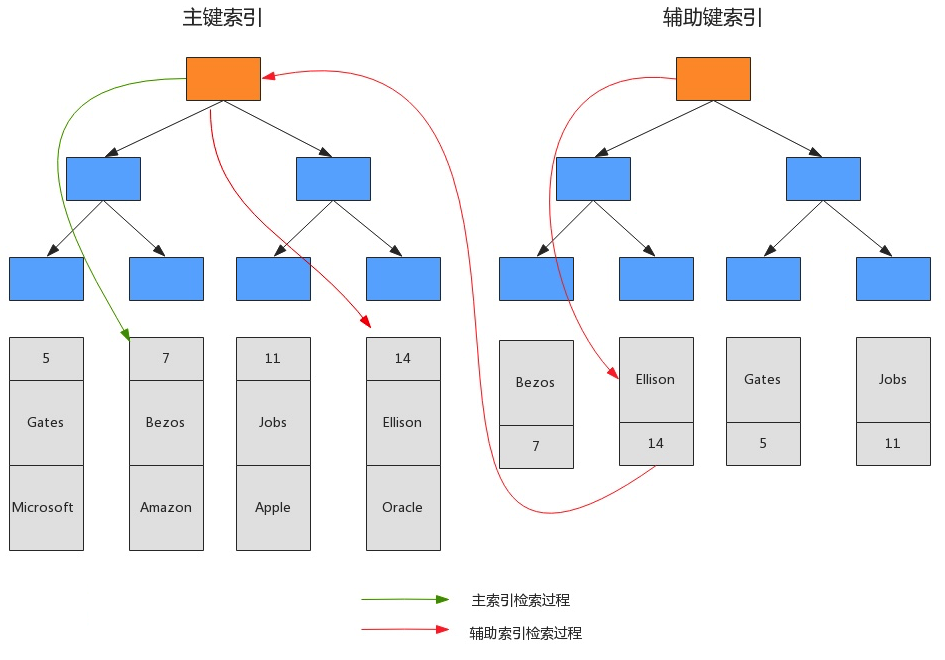 主键索引
辅助键索引
5
7
11
14
Gates
Bezos
Jobs
Ellison
Microsoft
Amazon
Apple
Oracle
Bezos
Ellison
Gates
Jobs
7
14
5
11
主索引检索过程
辅助索引检索过程